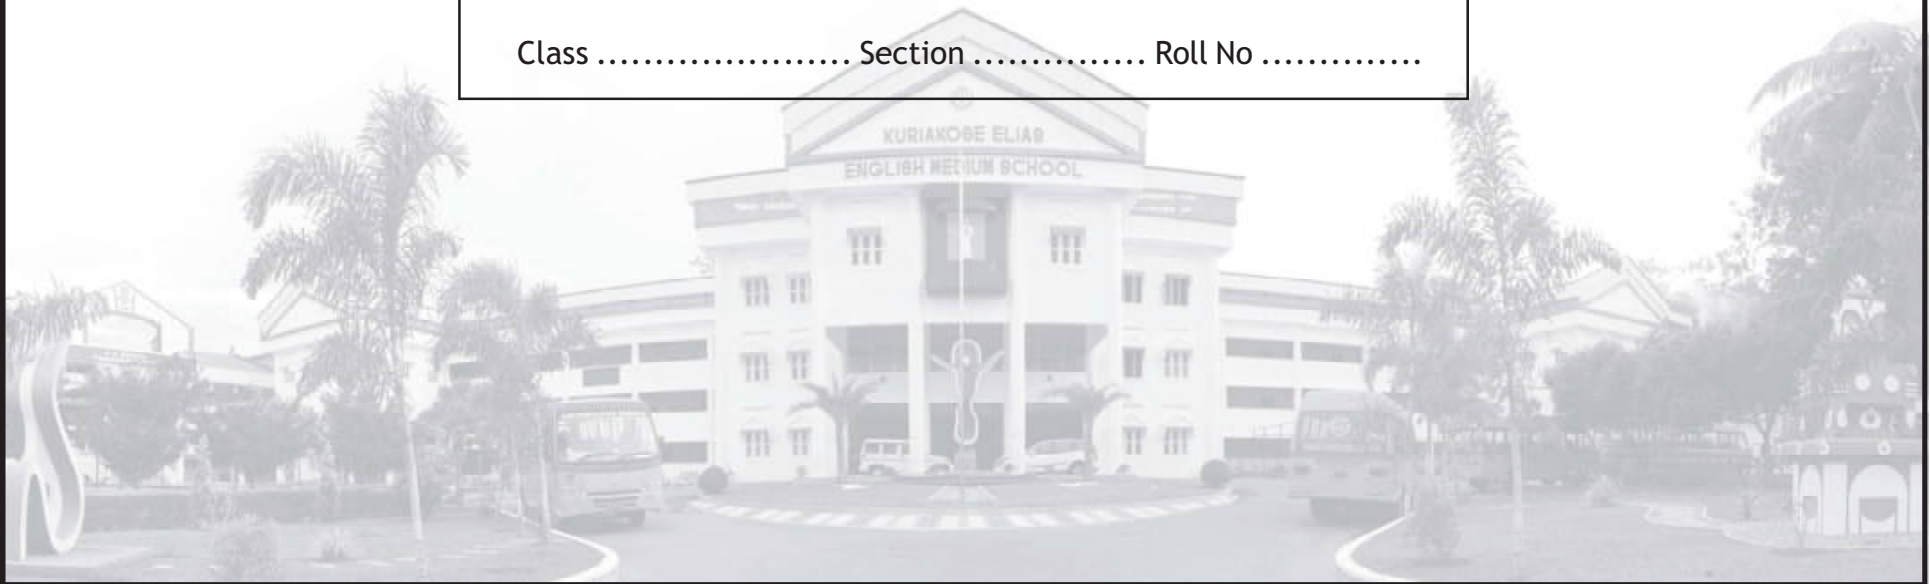 Class ...................... Section ............... Roll No ..............
KURIAKOSE ELIAS
ENGLISH MEDIUM SCHOOL